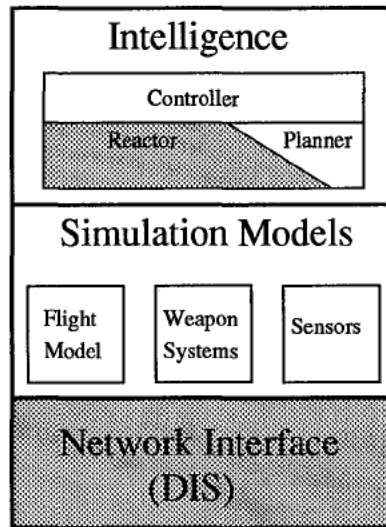 Intelligence
Controller
Reactor Planner
Simulation Models
Flight Model
Weapon Systems
Sensors
Network Interface
(DIS)